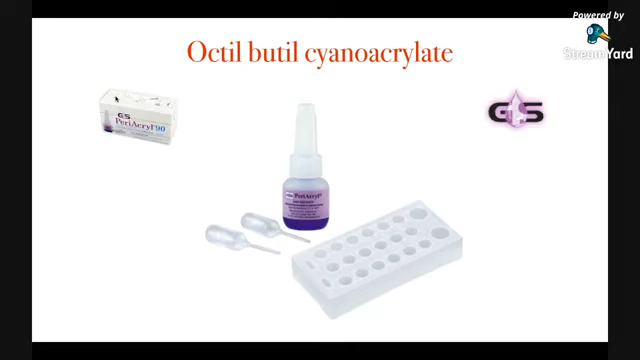 Powered by
StreamYard
Octil butil cyanoacrylate
GS
PeriAcryl®90
GS
PeriAcryl®